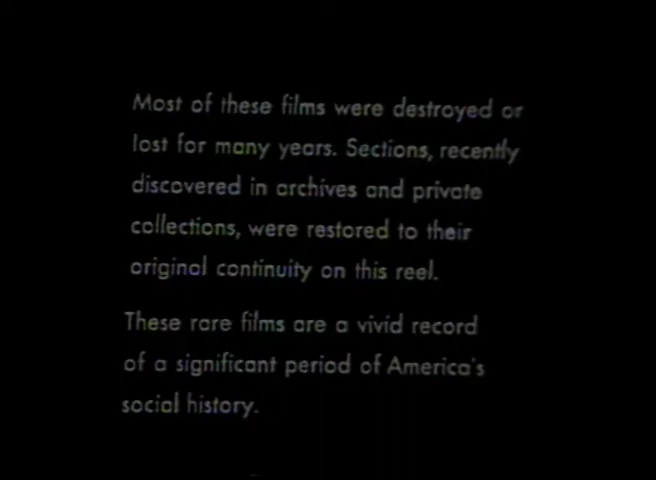 Most of these films were destroyed or
lost for many years. Sections, recently
discovered in archives and private
collections, were restored to their
original continuity on this reel.
These rare films are a vivid record
of a significant period of America's
social history.